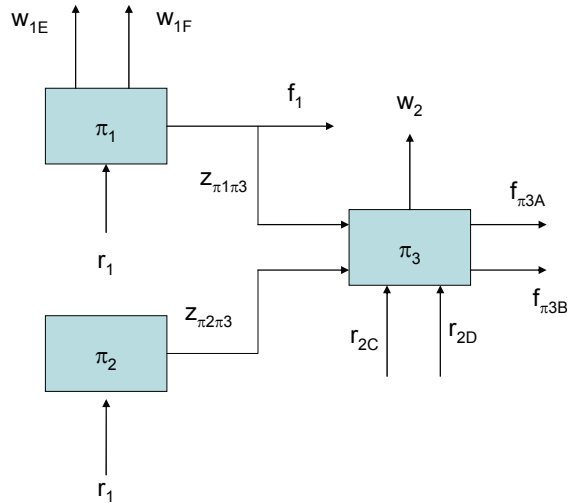 w₁E w₁F
π₁
f₁
w₂
zπ1π3
fπ3A
π₃
r₁
fπ3B
zπ2π3
r₂C r₂D
π₂
r₁